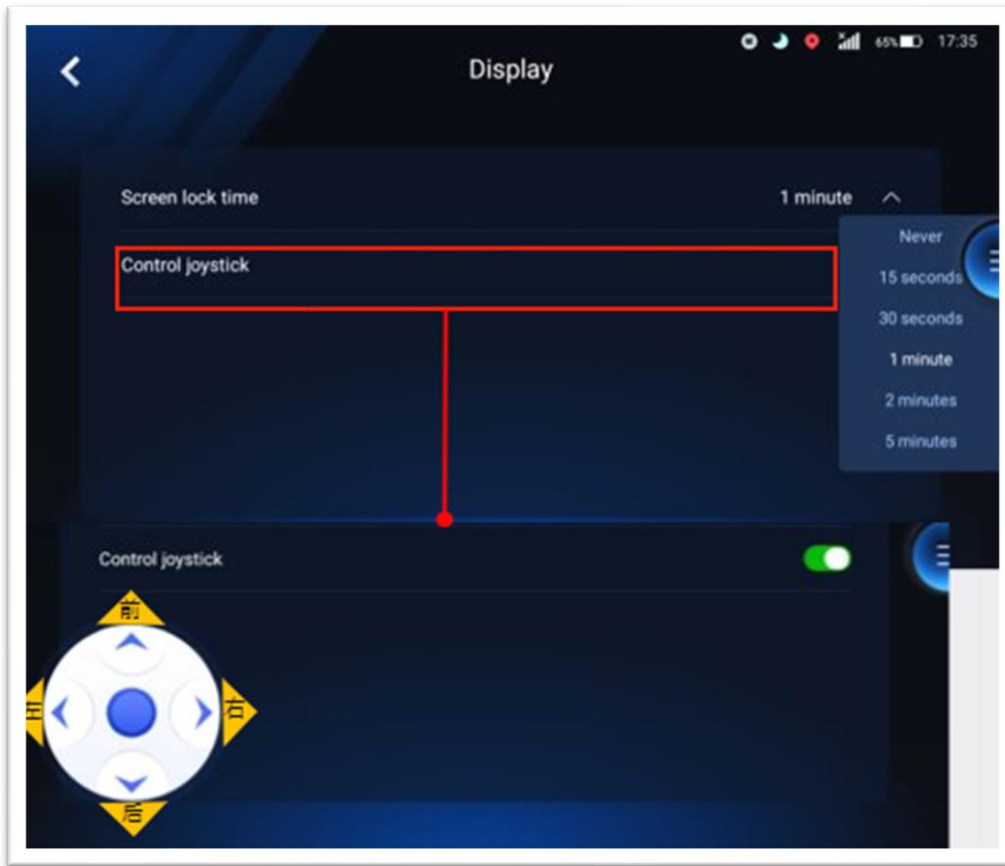 65% 17:35
Display
Screen lock time 1 minute
Never
Control joystick
15 seconds
30 seconds
1 minute
2 minutes
5 minutes
Control joystick
前
右
后